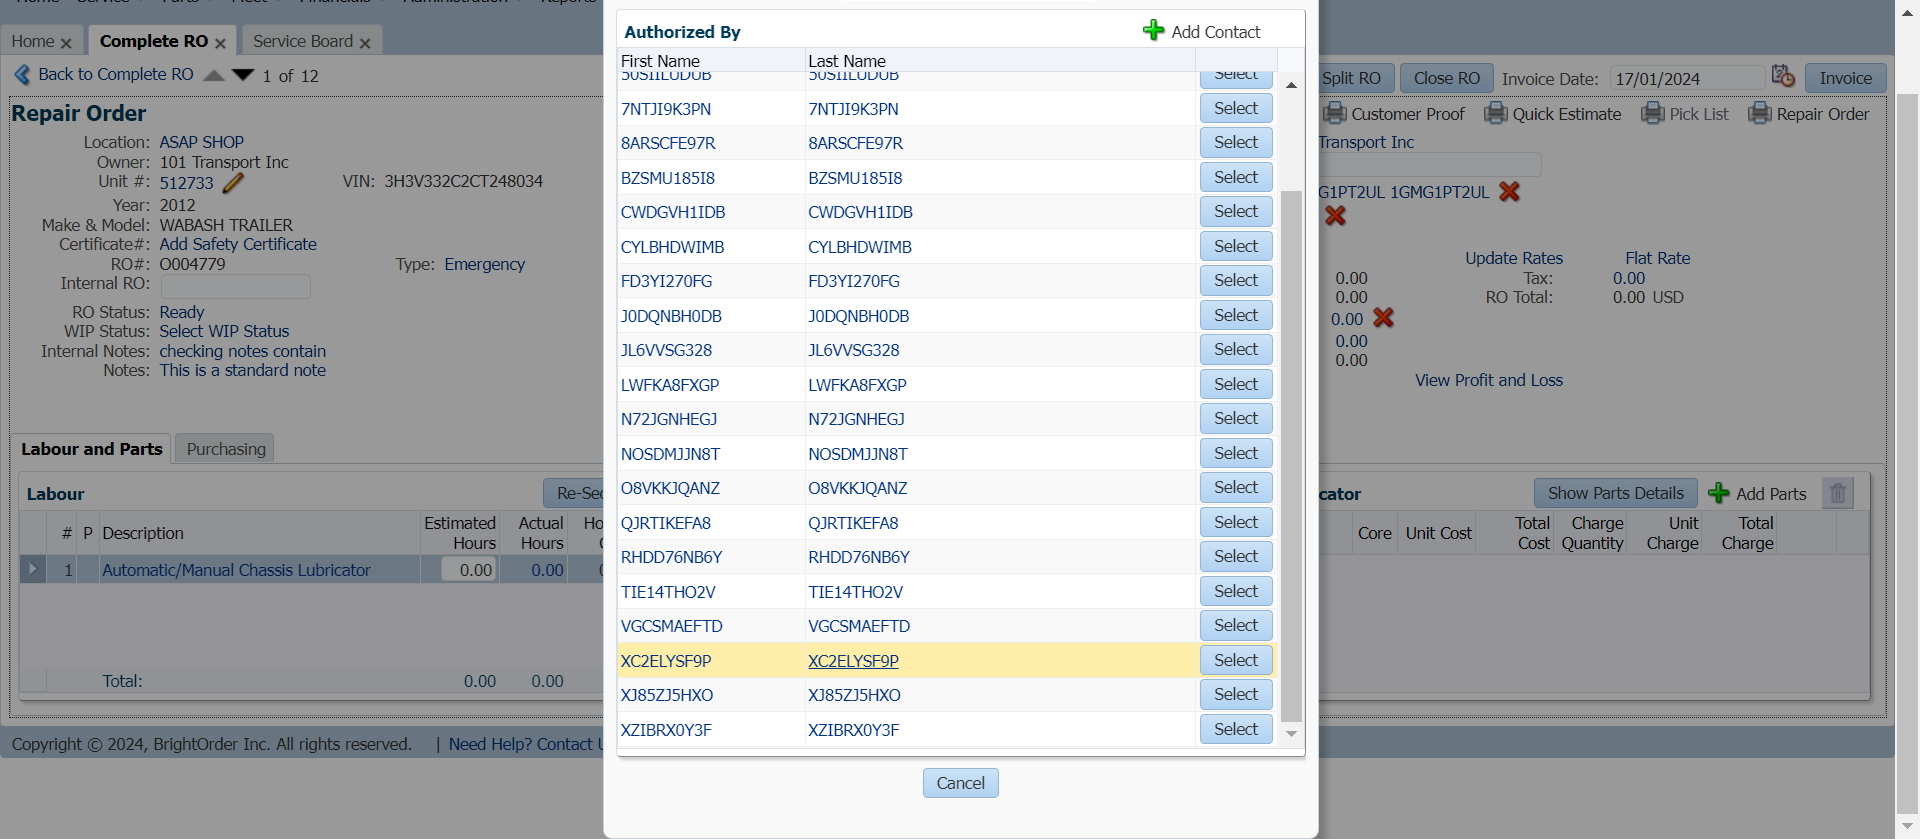 Home × Complete RO × Service Board ×
Back to Complete RO 1 of 12
Repair Order
Location: ASAP SHOP
Owner: 101 Transport Inc
Unit #: 512733 VIN: 3H3V332C2CT248034
Year: 2012
Make & Model: WABASH TRAILER
Certificate#: Add Safety Certificate
RO#: O004779 Type: Emergency
Internal RO:
RO Status: Ready
WIP Status: Select WIP Status
Internal Notes: checking notes contain
Notes: This is a standard note
Labour and Parts Purchasing
Labour
# P Description Estimated Hours Actual Hours
1 Automatic/Manual Chassis Lubricator 0.00 0.00
Total: 0.00 0.00
Authorized By Add Contact
First Name Last Name
50SIILUDUB 50SIILUDUB Select
7NTJI9K3PN 7NTJI9K3PN Select
8ARSCFE97R 8ARSCFE97R Select
BZSMU185I8 BZSMU185I8 Select
CWDGVH1IDB CWDGVH1IDB Select
CYLBHDWIMB CYLBHDWIMB Select
FD3YI270FG FD3YI270FG Select
J0DQNBH0DB J0DQNBH0DB Select
JL6VVSG328 JL6VVSG328 Select
LWFKA8FXGP LWFKA8FXGP Select
N72JGNHEGJ N72JGNHEGJ Select
NOSDMJJN8T NOSDMJJN8T Select
O8VKKJQANZ O8VKKJQANZ Select
QJRTIKEFA8 QJRTIKEFA8 Select
RHDD76NB6Y RHDD76NB6Y Select
TIE14THO2V TIE14THO2V Select
VGCSMAEFTD VGCSMAEFTD Select
XC2ELYSF9P XC2ELYSF9P Select
XJ85ZJ5HXO XJ85ZJ5HXO Select
XZIBRX0Y3F XZIBRX0Y3F Select
Cancel
Split RO Close RO Invoice Date: 17/01/2024 Invoice
Customer Proof Quick Estimate Pick List Repair Order
Transport Inc
G1PT2UL 1GMG1PT2UL
Update Rates Flat Rate
0.00 Tax: 0.00
0.00 RO Total: 0.00 USD
0.00
0.00
0.00
View Profit and Loss
Show Parts Details Add Parts
Core Unit Cost Total Cost Charge Quantity Unit Charge Total Charge
Copyright © 2024, BrightOrder Inc. All rights reserved. | Need Help? Contact